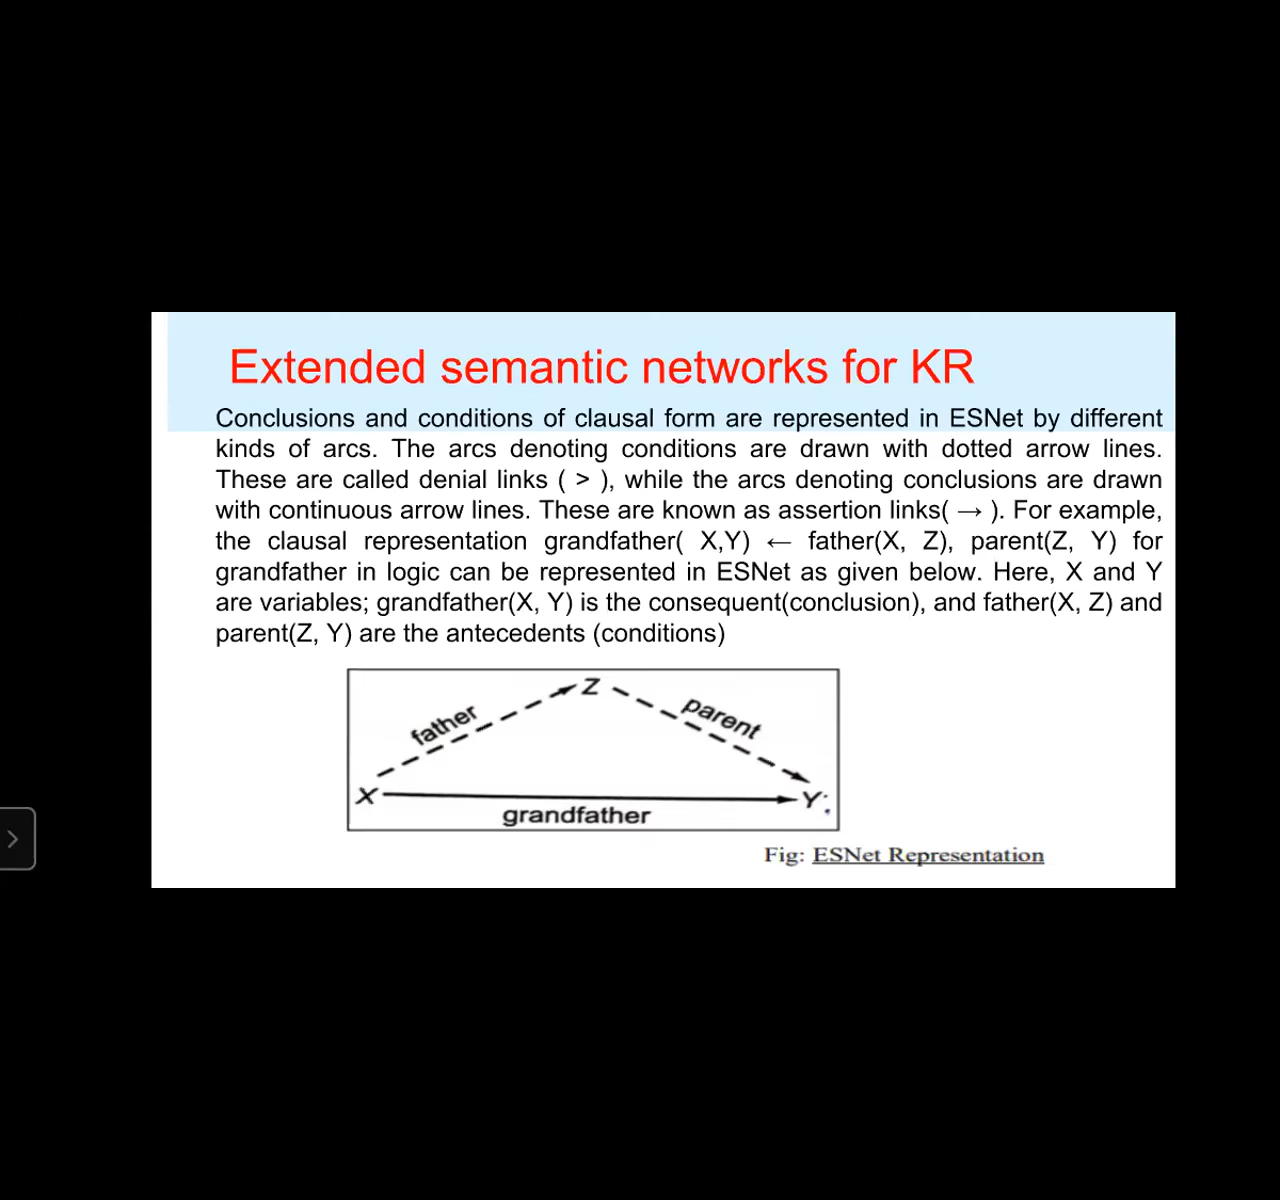 Extended semantic networks for KR
Conclusions and conditions of clausal form are represented in ESNet by different
kinds of arcs. The arcs denoting conditions are drawn with dotted arrow lines.
These are called denial links ( > ), while the arcs denoting conclusions are drawn
with continuous arrow lines. These are known as assertion links( → ). For example,
the clausal representation grandfather( X,Y) ← father(X, Z), parent(Z, Y) for
grandfather in logic can be represented in ESNet as given below. Here, X and Y
are variables; grandfather(X, Y) is the consequent(conclusion), and father(X, Z) and
parent(Z, Y) are the antecedents (conditions)
Z
father
parent
X
Y
grandfather
Fig: ESNet Representation